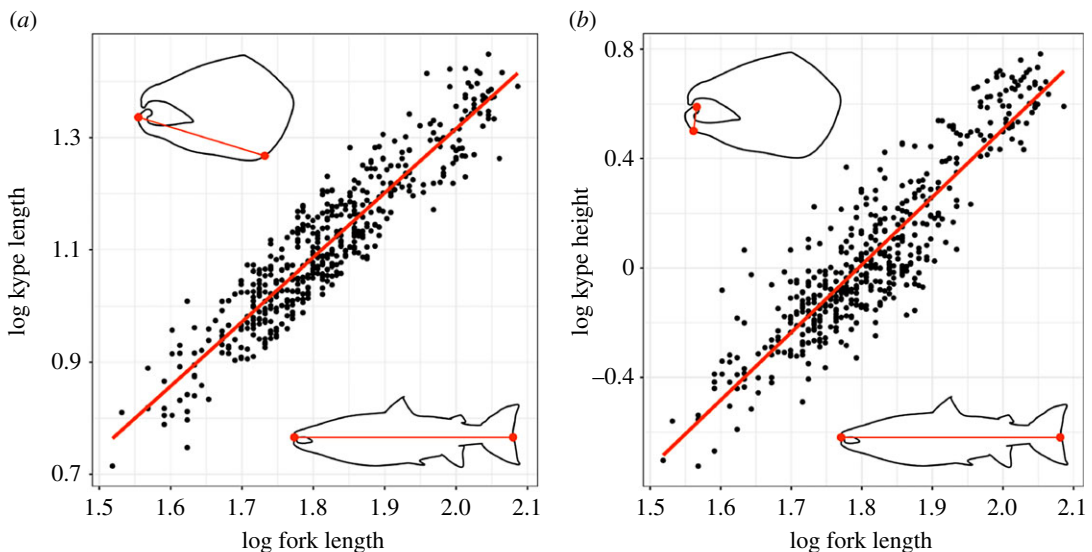 (a)
log kype length
1.3
1.1
0.9
0.7
1.5 1.6 1.7 1.8 1.9 2.0 2.1
log fork length
(b)
log kype height
0.8
0.4
0
–0.4
1.5 1.6 1.7 1.8 1.9 2.0 2.1
log fork length